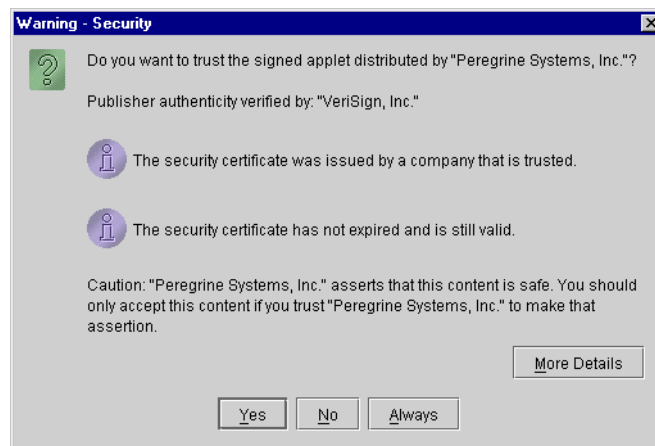 Warning - Security
Do you want to trust the signed applet distributed by "Peregrine Systems, Inc."?
Publisher authenticity verified by: "VeriSign, Inc."
The security certificate was issued by a company that is trusted.
The security certificate has not expired and is still valid.
Caution: "Peregrine Systems, Inc." asserts that this content is safe. You should
only accept this content if you trust "Peregrine Systems, Inc." to make that
assertion.
More Details
Yes No Always